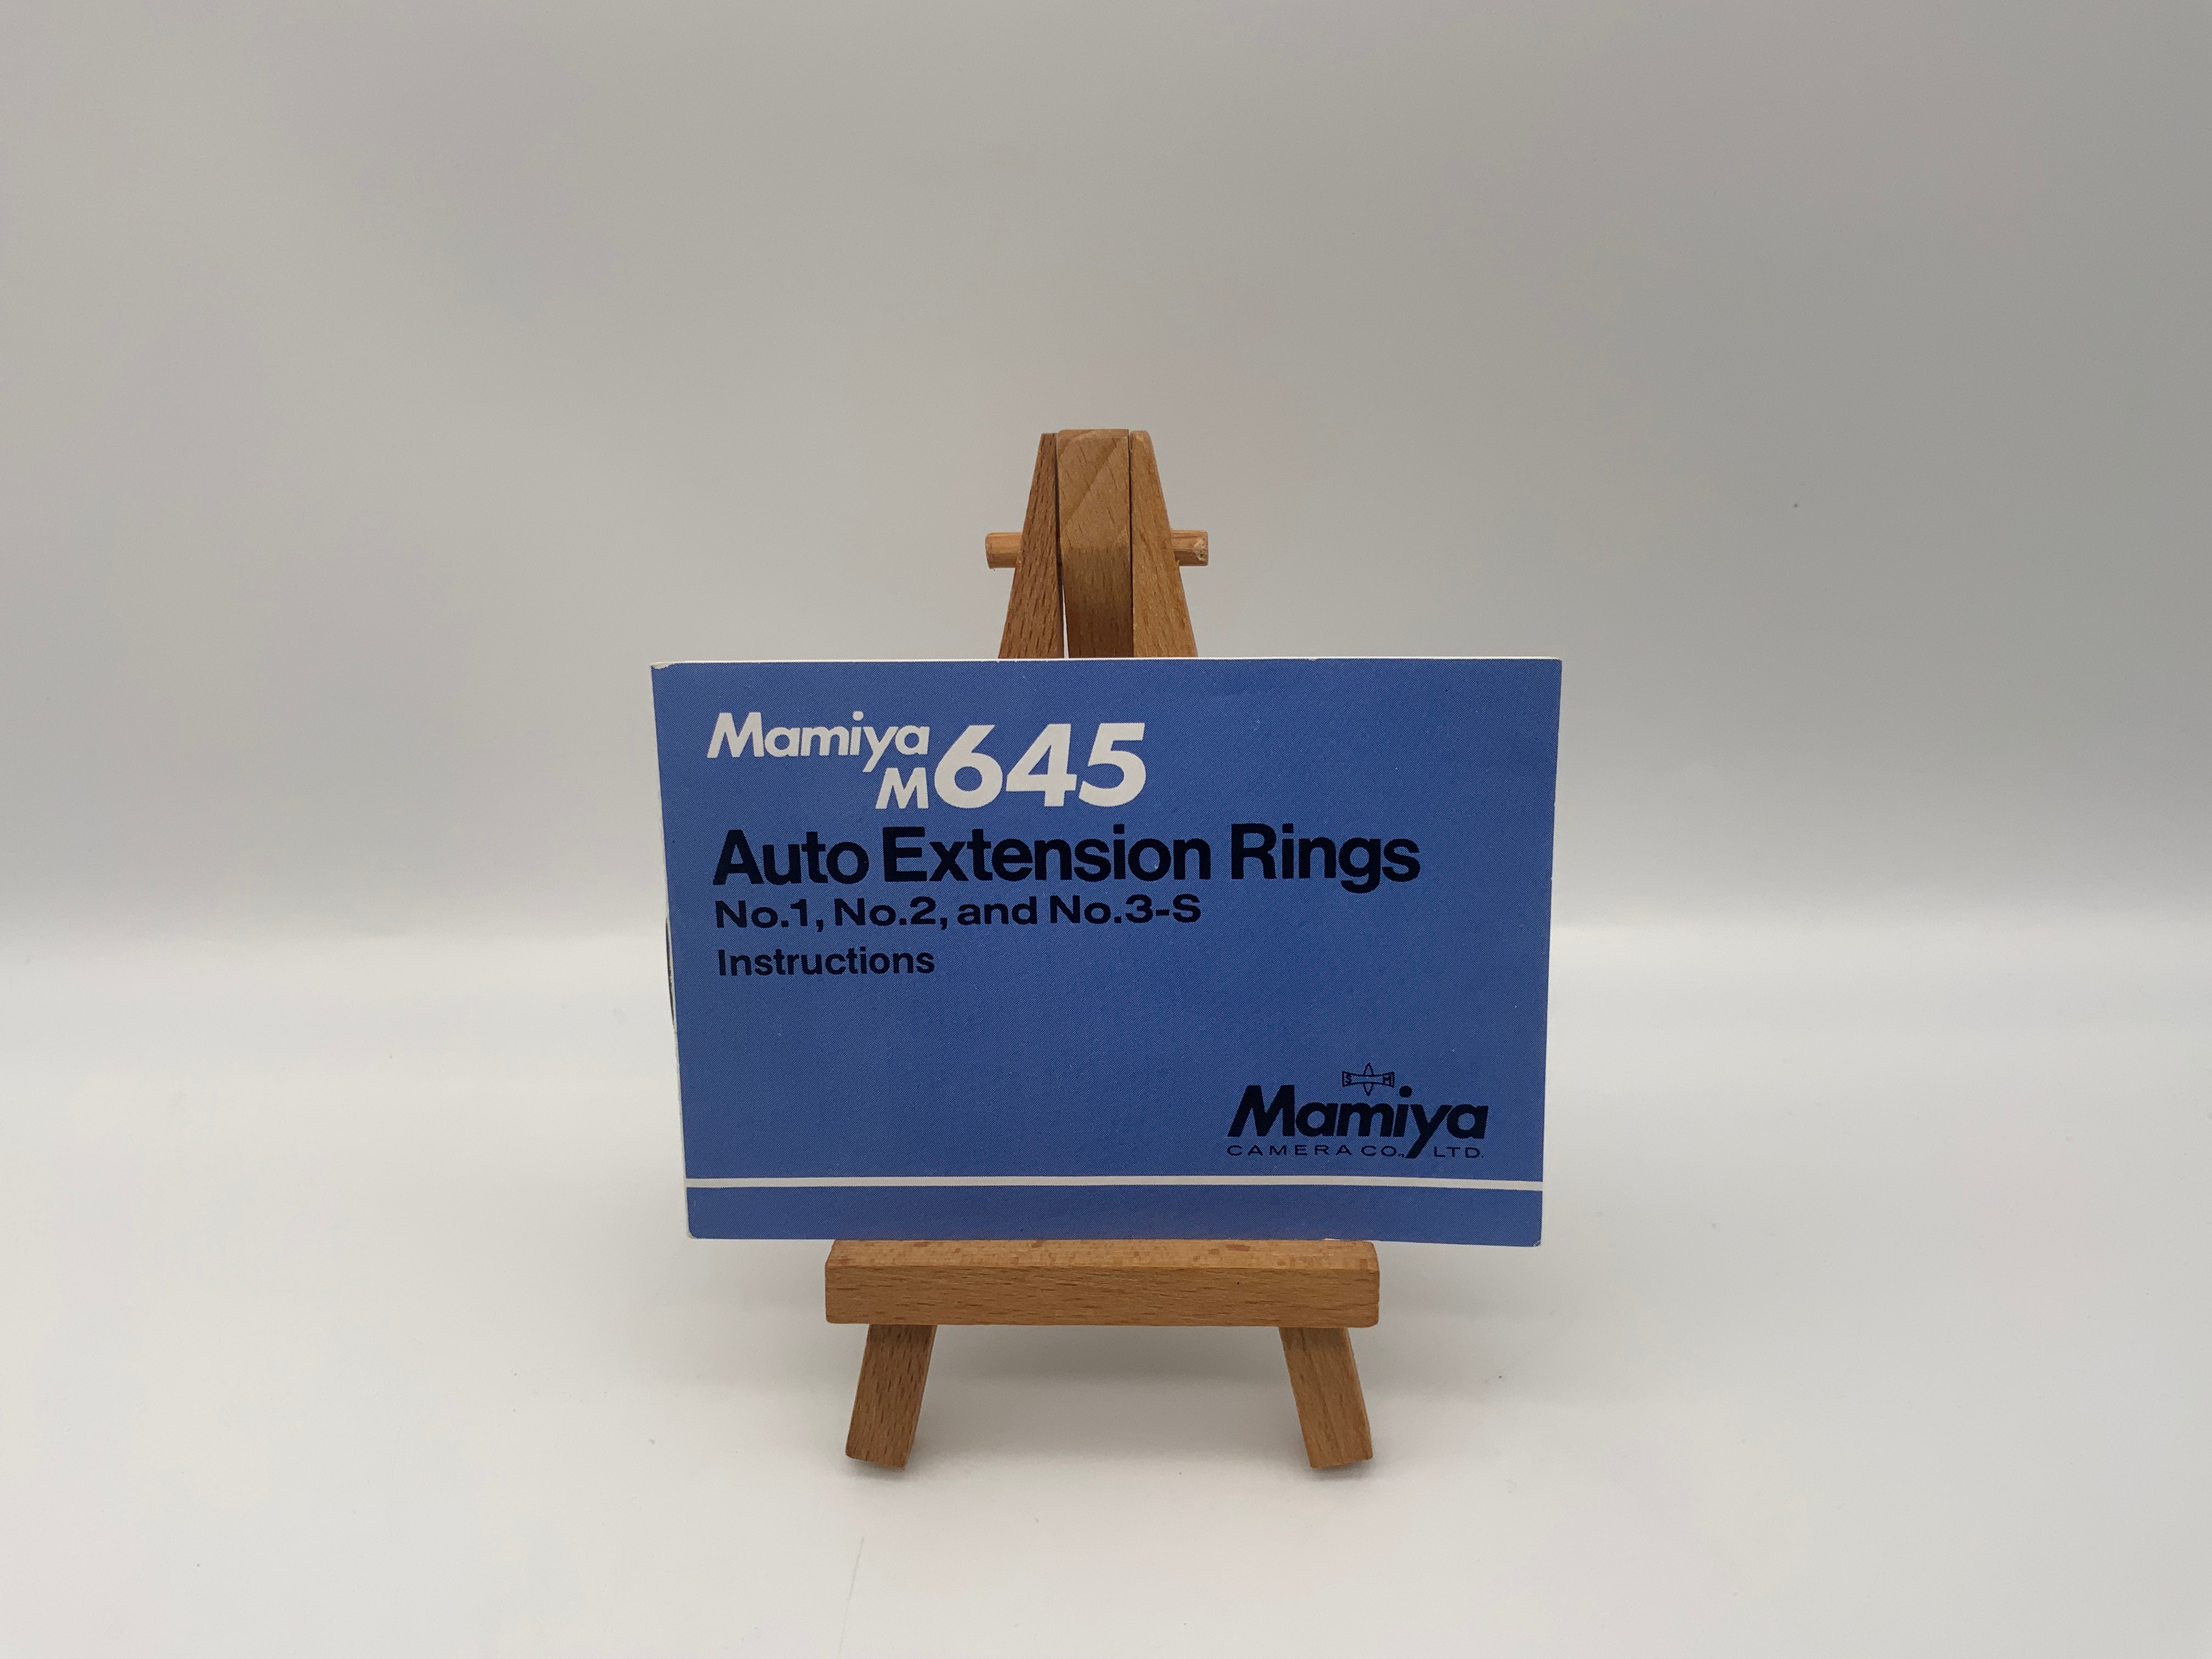 Mamiya
M645
Auto Extension Rings
No.1, No.2, and No.3-S
Instructions
S M
Mamiya
CAMERA CO., LTD.